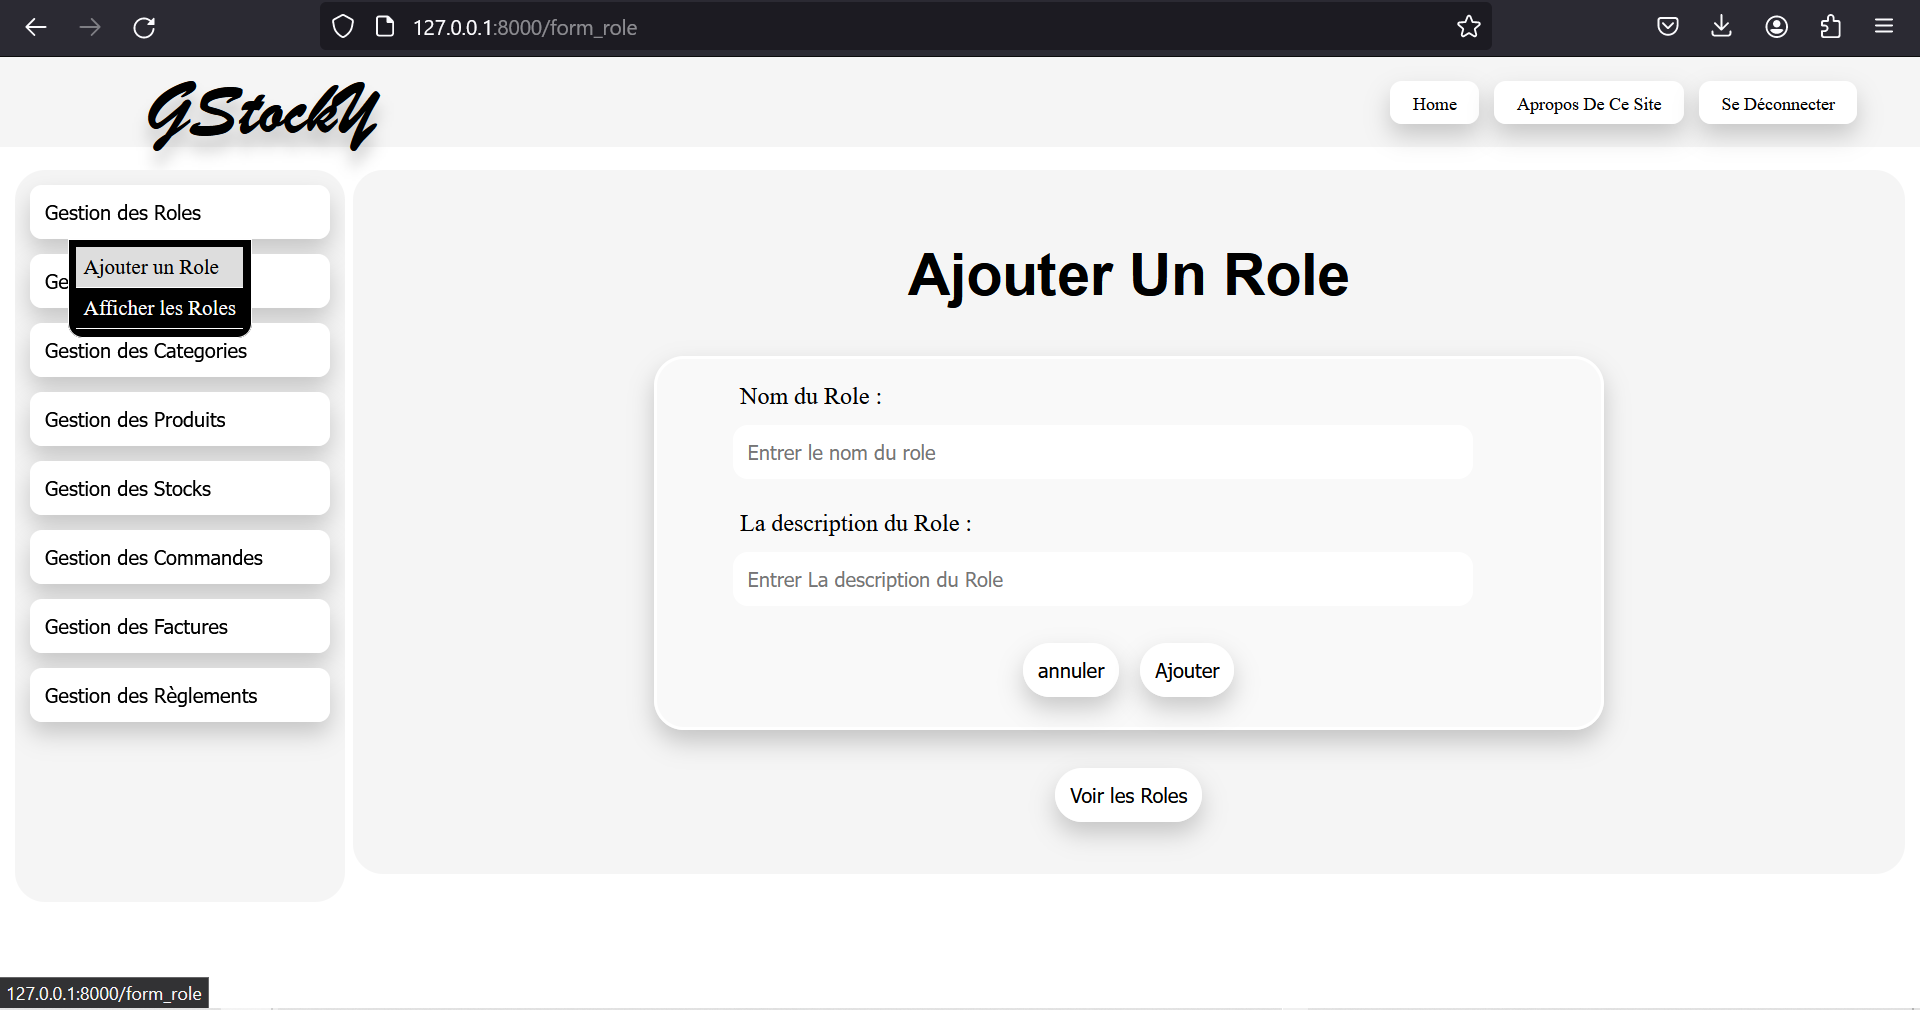 127.0.0.1:8000/form_role
GStockY
Home
Apropos De Ce Site
Se Déconnecter
Gestion des Roles
Ajouter un Role
Ge
Afficher les Roles
Gestion des Categories
Gestion des Produits
Gestion des Stocks
Gestion des Commandes
Gestion des Factures
Gestion des Règlements
Ajouter Un Role
Nom du Role :
Entrer le nom du role
La description du Role :
Entrer La description du Role
annuler
Ajouter
Voir les Roles
127.0.0.1:8000/form_role